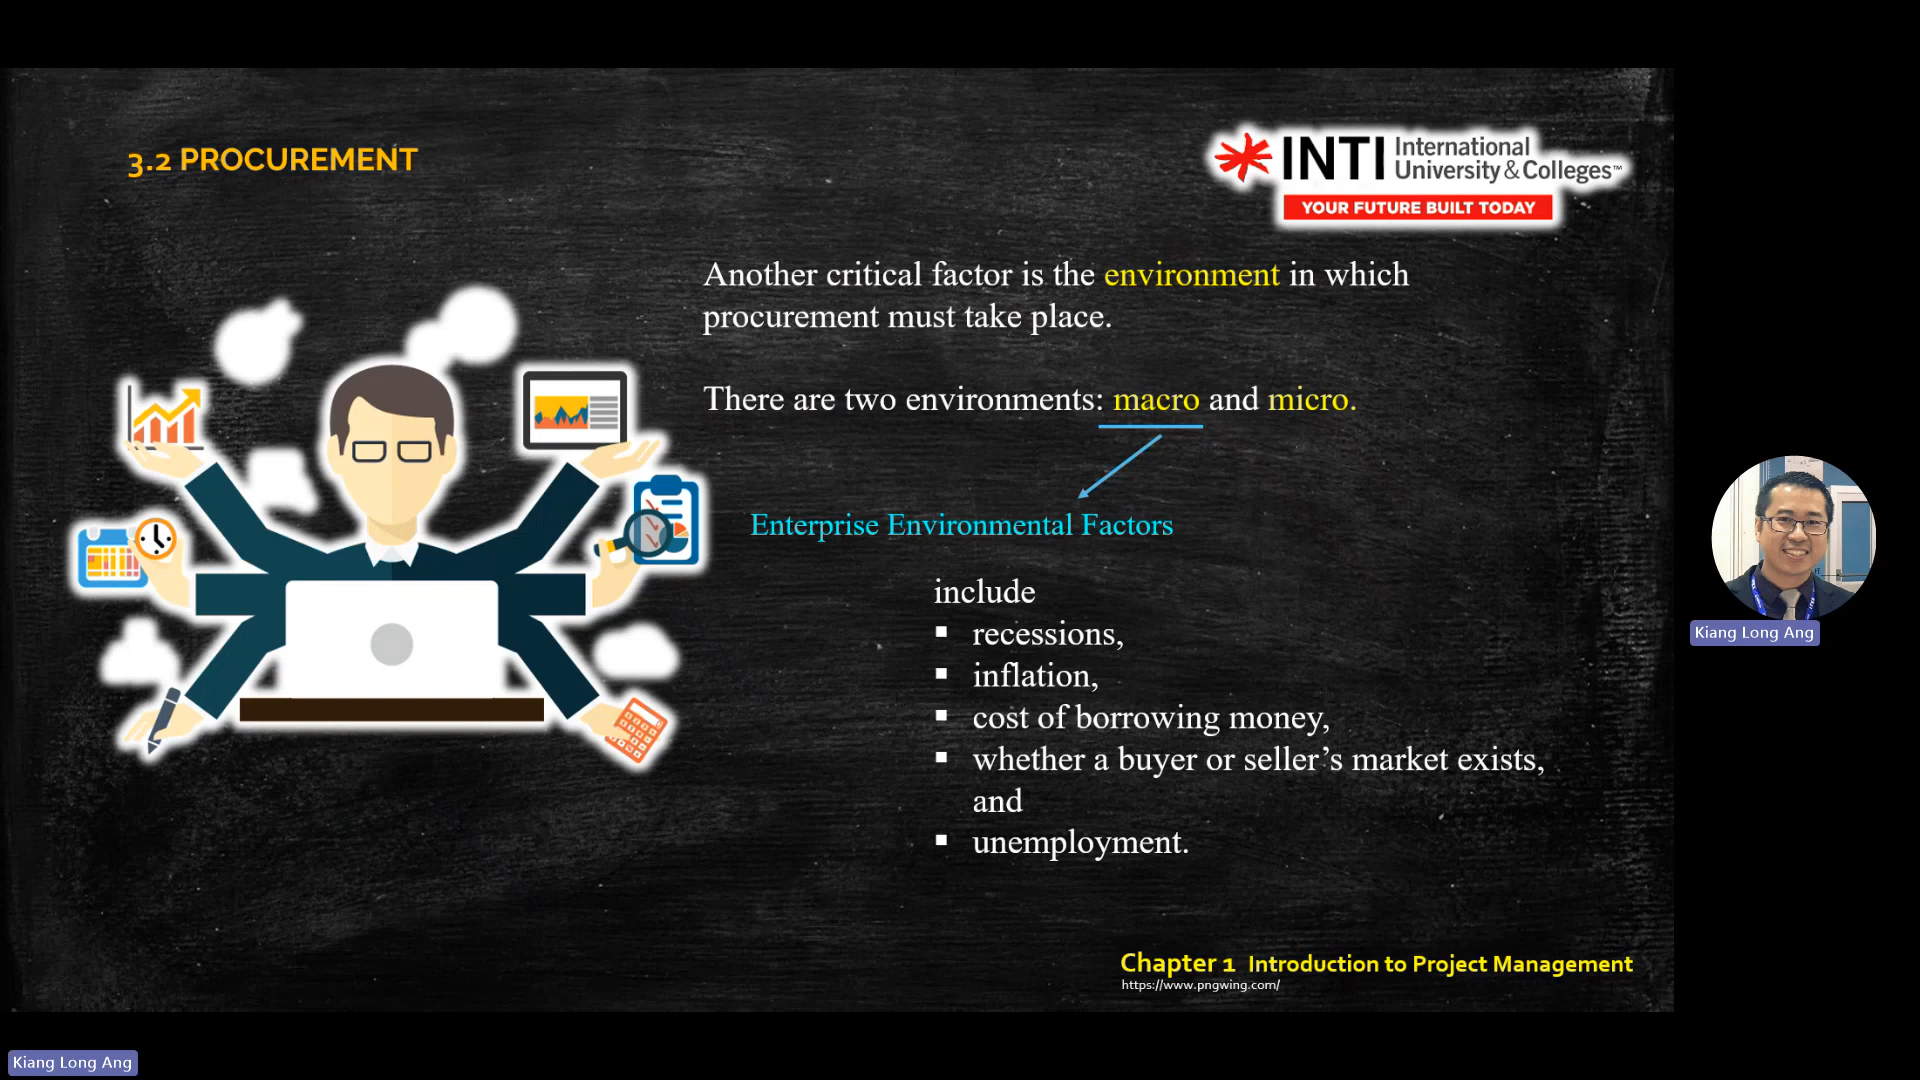 3.2 PROCUREMENT
INTI International
University & Colleges™
YOUR FUTURE BUILT TODAY
Another critical factor is the environment in which
procurement must take place.
There are two environments: macro and micro.
Enterprise Environmental Factors
include
▪ recessions,
▪ inflation,
▪ cost of borrowing money,
▪ whether a buyer or seller’s market exists,
and
▪ unemployment.
Kiang Long Ang
Chapter 1 Introduction to Project Management
https://www.pngwing.com/
Kiang Long Ang